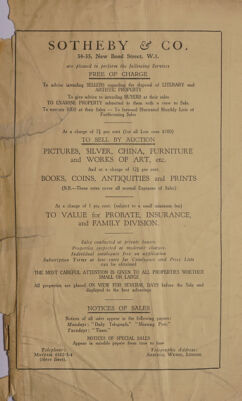 SOTHEBY & CO.
34-35, New Bond Street, W.1.
are pleased to perform the following Services
FREE OF CHARGE
To advise intending SELLERS regarding the disposal of LITERARY and
ARTISTIC PROPERTY
To give advice to intending BUYERS at their sales
TO EXAMINE PROPERTY submitted to them with a view to Sale.
To execute BIDS at their Sales — To forward Illustrated Monthly Lists of
Forthcoming Sales
At a charge of 7½ per cent (for all Lots over £100)
TO SELL BY AUCTION
PICTURES, SILVER, CHINA, FURNITURE
and WORKS OF ART, etc.
And at a charge of 12½ per cent.
BOOKS, COINS, ANTIQUITIES and PRINTS
(N.B.—These rates cover all normal Expenses of Sale)
At a charge of 1 per cent. (subject to a small minimum fee)
TO VALUE for PROBATE, INSURANCE,
and FAMILY DIVISION.
Sales conducted at private houses
Properties inspected at moderate charges.
Individual catalogues free on application
Subscription Terms at low rates for Catalogues and Price Lists
can be obtained
THE MOST CAREFUL ATTENTION IS GIVEN TO ALL PROPERTIES WHETHER
SMALL OR LARGE
All properties are placed ON VIEW FOR SEVERAL DAYS before the Sale and
displayed to the best advantage
NOTICES OF SALES
Notices of all sales appear in the following papers:
Mondays: "Daily Telegraph," "Morning Post."
Tuesdays: "Times."
NOTICES OF SPECIAL SALES
Appear in suitable papers from time to time
Telephone:
Telegraphic Address:
Abinitio, Wesdo, London